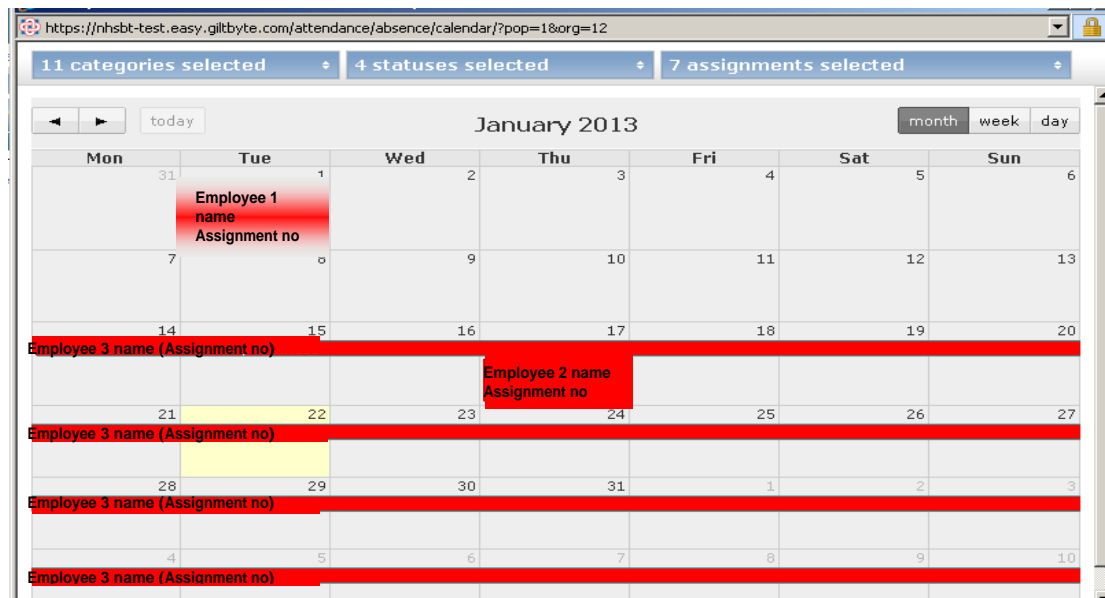 https://nhsbt-test.easy.giltbyte.com/attendance/absence/calendar/?pop=1&org=12
11 categories selected 4 statuses selected 7 assignments selected
today January 2013 month week day
Mon Tue Wed Thu Fri Sat Sun
31 1 2 3 4 5 6
Employee 1
name
Assignment no
7 8 9 10 11 12 13
14 15 16 17 18 19 20
Employee 3 name (Assignment no)
Employee 2 name
Assignment no
21 22 23 24 25 26 27
Employee 3 name (Assignment no)
28 29 30 31 1 2 3
Employee 3 name (Assignment no)
4 5 6 7 8 9 10
Employee 3 name (Assignment no)